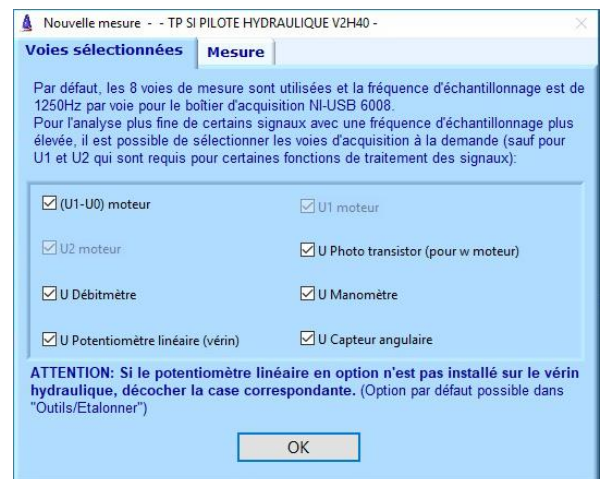 Nouvelle mesure - - TP SI PILOTE HYDRAULIQUE V2H40 -
Voies sélectionnées
Mesure
Par défaut, les 8 voies de mesure sont utilisées et la fréquence d'échantillonnage est de
1250Hz par voie pour le boîtier d'acquisition NI-USB 6008.
Pour l'analyse plus fine de certains signaux avec une fréquence d'échantillonnage plus
élevée, il est possible de sélectionner les voies d'acquisition à la demande (sauf pour
U1 et U2 qui sont requis pour certaines fonctions de traitement des signaux):
(U1-U0) moteur
U1 moteur
U2 moteur
U Photo transistor (pour w moteur)
U Débitmètre
U Manomètre
U Potentiomètre linéaire (vérin)
U Capteur angulaire
ATTENTION: Si le potentiomètre linéaire en option n'est pas installé sur le vérin
hydraulique, décocher la case correspondante. (Option par défaut possible dans
"Outils/Etalonner")
OK